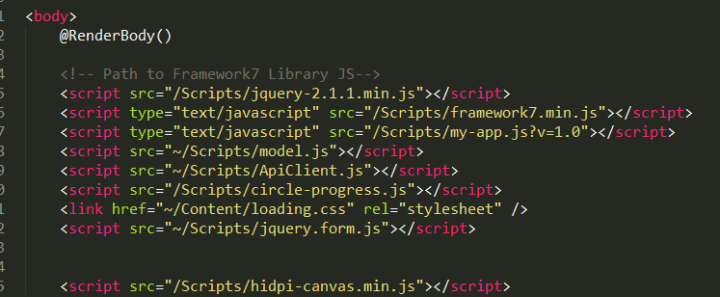 1 <body>
2 @RenderBody()
3
4 <!-- Path to Framework7 Library JS-->
5 <script src="/Scripts/jquery-2.1.1.min.js"></script>
6 <script type="text/javascript" src="/Scripts/framework7.min.js"></script>
7 <script type="text/javascript" src="/Scripts/my-app.js?v=1.0"></script>
8 <script src="~/Scripts/model.js"></script>
9 <script src="~/Scripts/ApiClient.js"></script>
0 <script src="/Scripts/circle-progress.js"></script>
1 <link href="~/Content/loading.css" rel="stylesheet" />
2 <script src="~/Scripts/jquery.form.js"></script>
3
4
5 <script src="/Scripts/hidpi-canvas.min.js"></script>